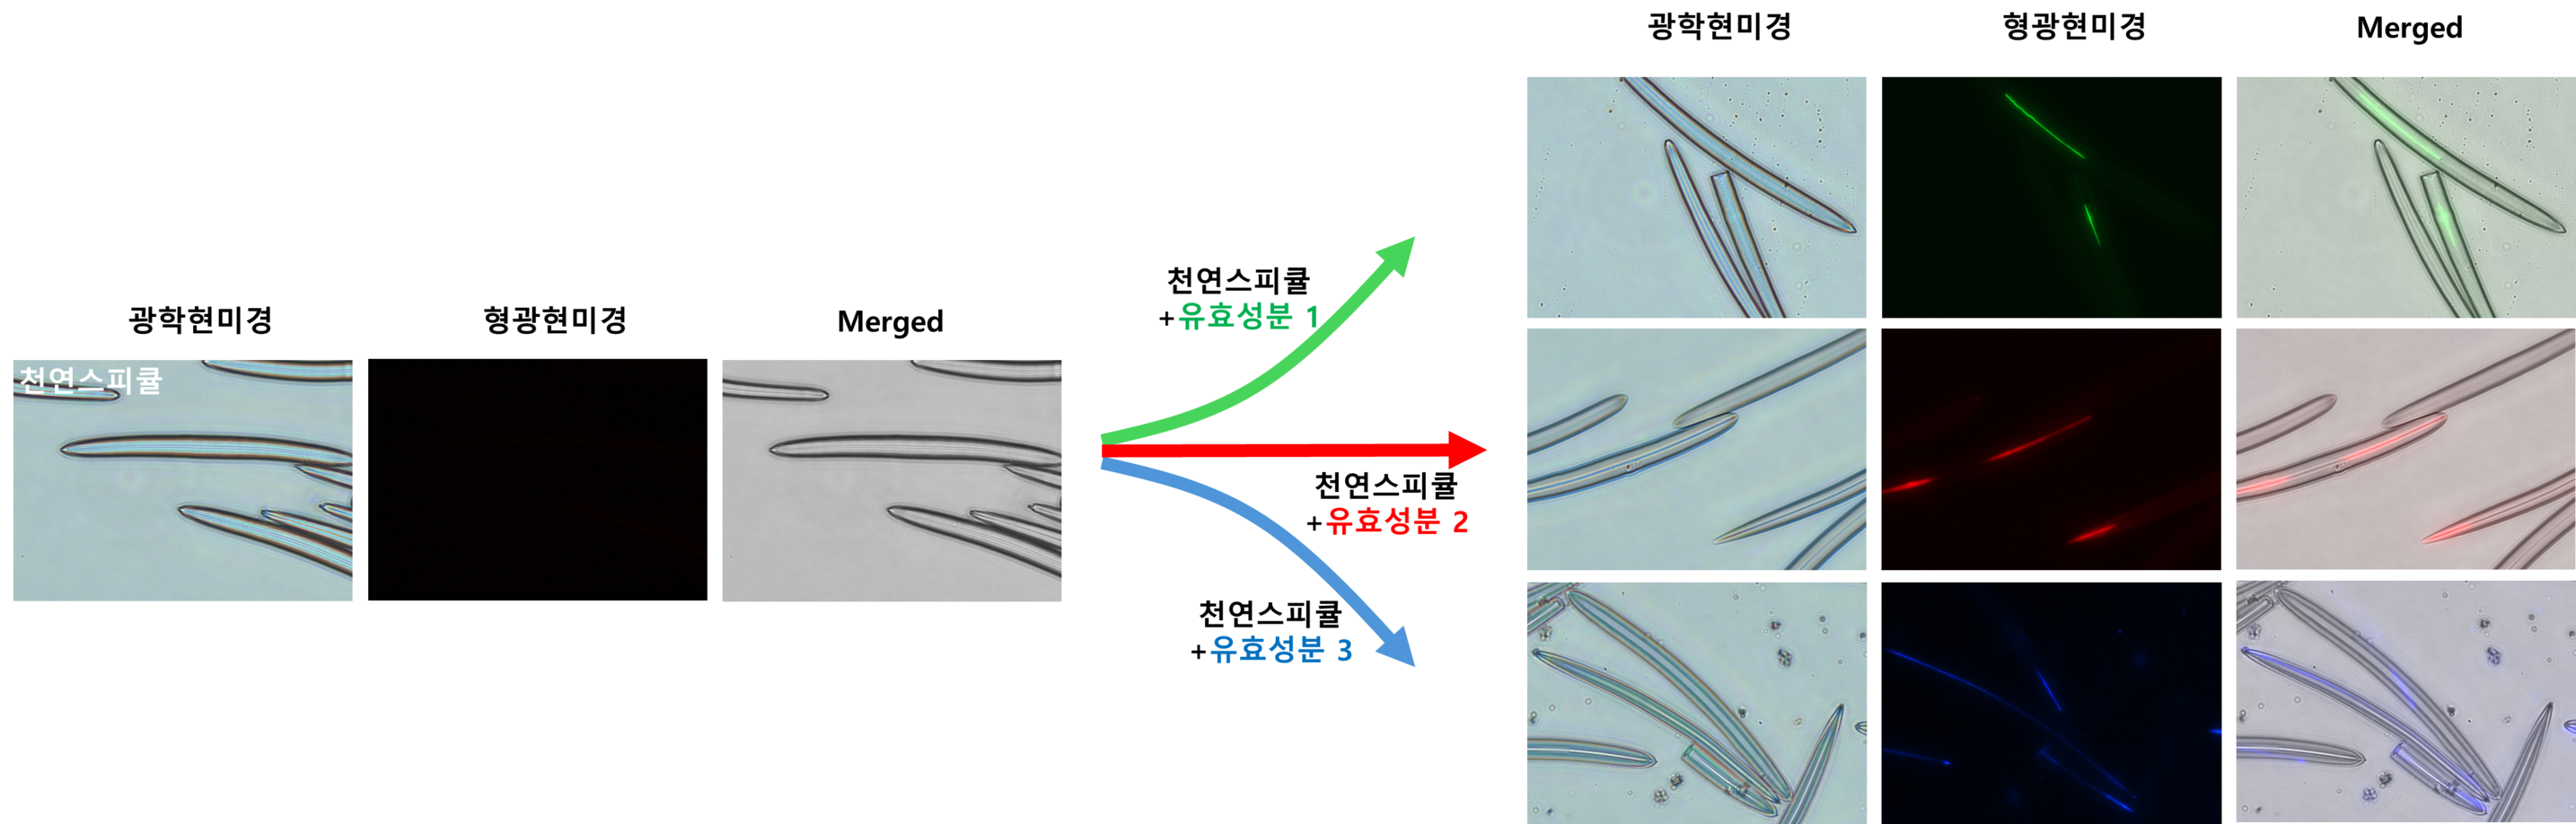 광학현미경
형광현미경
Merged
천연스피큘
천연스피큘
+유효성분 1
천연스피큘
+유효성분 2
천연스피큘
+유효성분 3
광학현미경
형광현미경
Merged